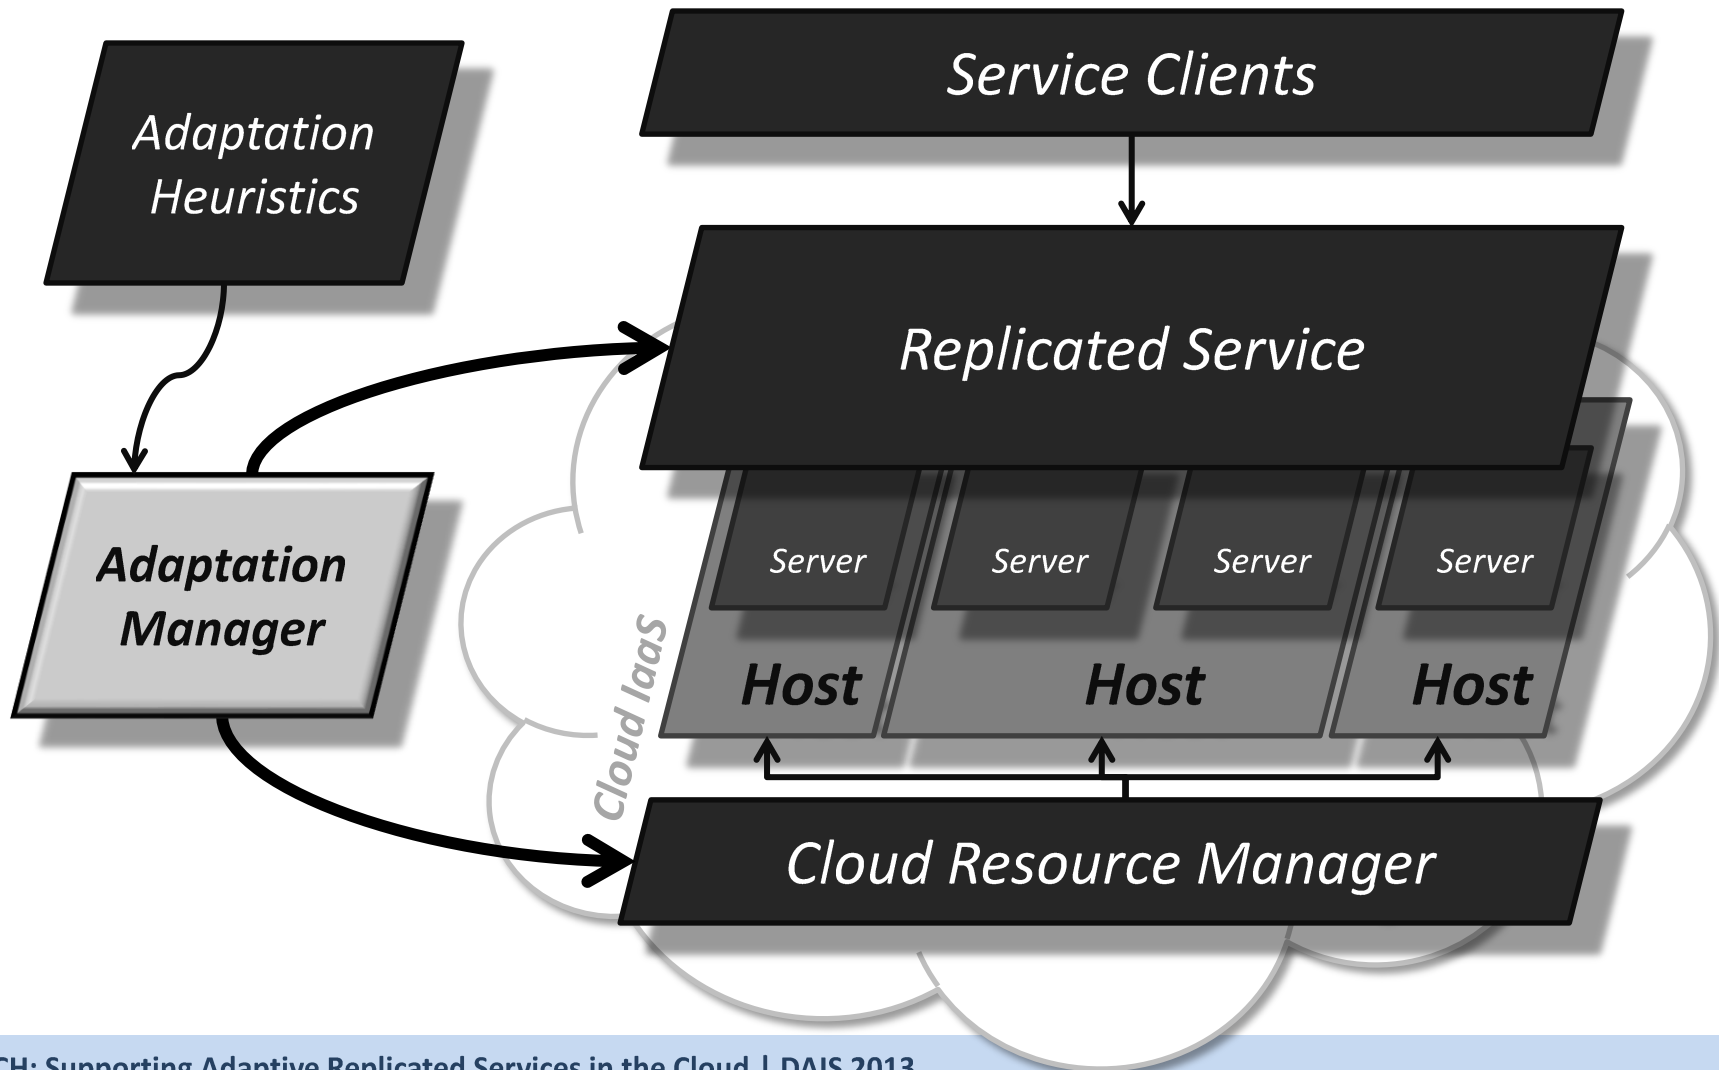 Service Clients
Adaptation
Heuristics
Replicated Service
Adaptation
Manager
Server
Server
Server
Server
Host
Host
Host
Cloud IaaS
Cloud Resource Manager
Supporting Adaptive Replicated Services in the Cloud | DAIS 2013